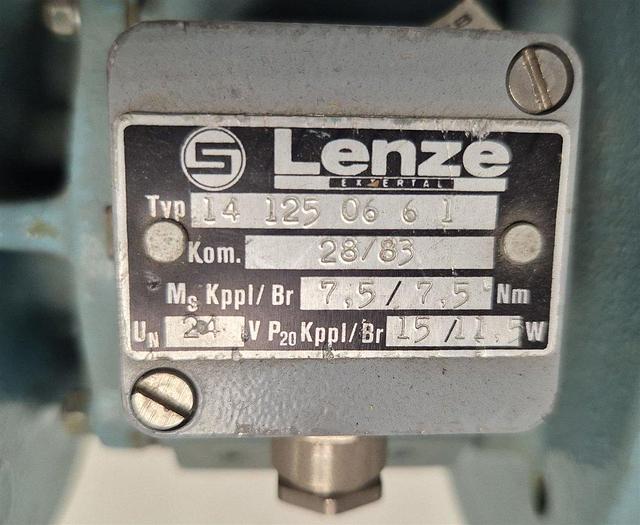 Lenze
EXTERTAL
Typ 14 125 06 6 1
Kom. 28/83
Ms Kppl/Br 7,5/7,5 Nm
UN 24 V P20 Kppl/Br 15/11,5 W